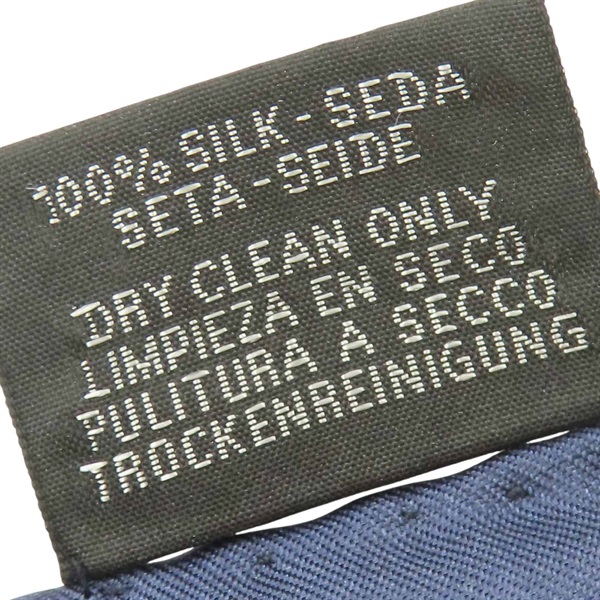 100% SILK - SEDA
SETA - SEIDE
DRY CLEAN ONLY
LIMPIEZA EN SECO
PULITURA A SECCO
TROCKENREINIGUNG